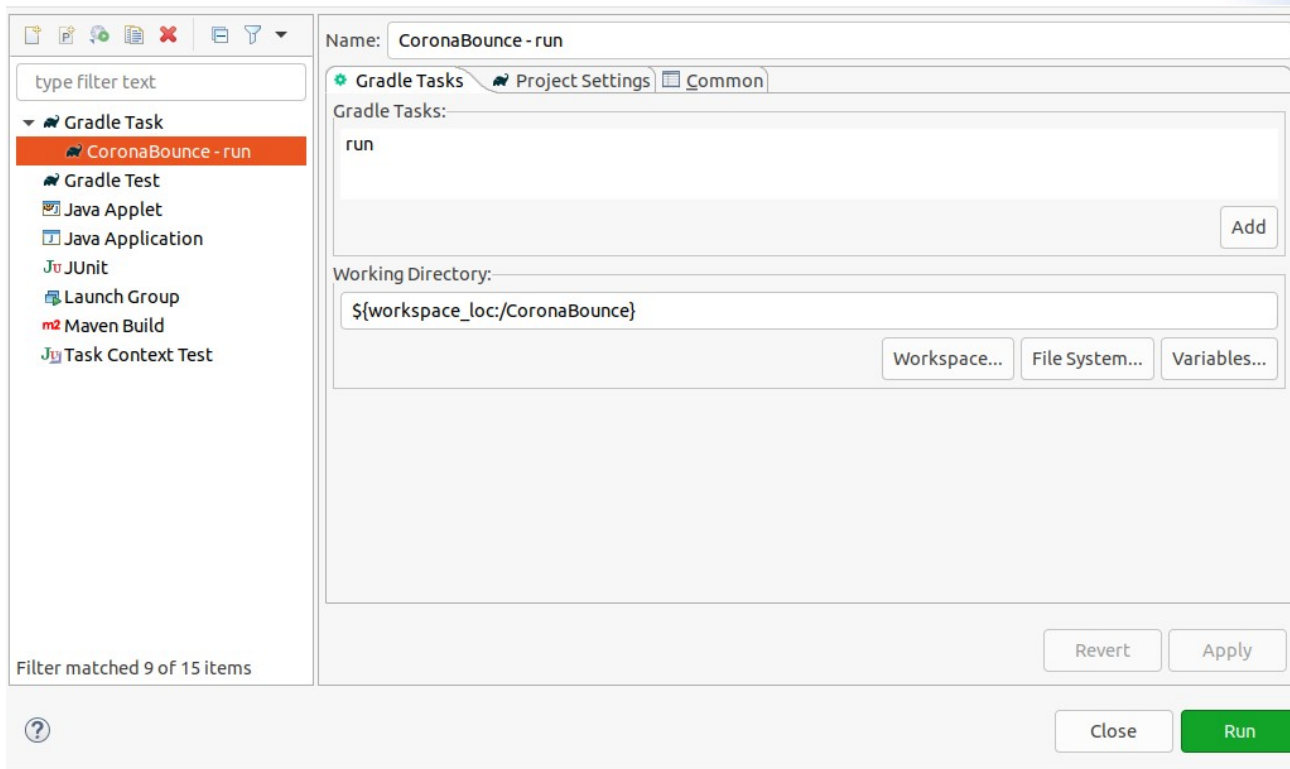 Name: CoronaBounce - run
type filter text
Gradle Task
CoronaBounce - run
Gradle Test
Java Applet
Java Application
Ju JUnit
Launch Group
m2 Maven Build
Ju Task Context Test
Filter matched 9 of 15 items
Gradle Tasks Project Settings Common
Gradle Tasks:
run
Add
Working Directory:
${workspace_loc:/CoronaBounce}
Workspace... File System... Variables...
Revert Apply
Close Run